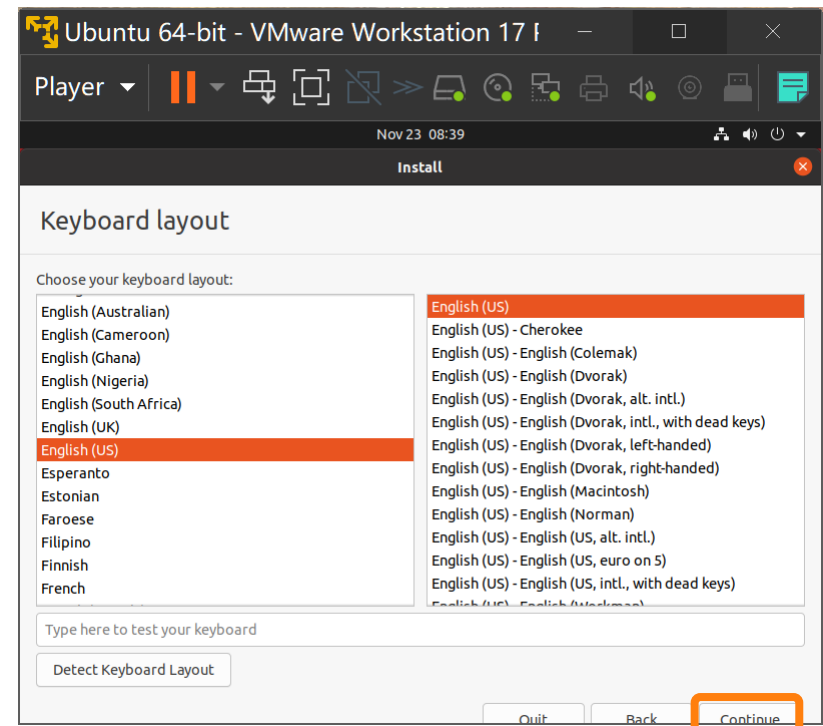 Ubuntu 64-bit - VMware Workstation 17
Player
Nov 23 08:39
Install
Keyboard layout
Choose your keyboard layout:
English (Australian)
English (Cameroon)
English (Ghana)
English (Nigeria)
English (South Africa)
English (UK)
English (US)
Esperanto
Estonian
Faroese
Filipino
Finnish
French
English (US)
English (US) - Cherokee
English (US) - English (Colemak)
English (US) - English (Dvorak)
English (US) - English (Dvorak, alt. intl.)
English (US) - English (Dvorak, intl., with dead keys)
English (US) - English (Dvorak, left-handed)
English (US) - English (Dvorak, right-handed)
English (US) - English (Macintosh)
English (US) - English (Norman)
English (US) - English (US, alt. intl.)
English (US) - English (US, euro on 5)
English (US) - English (US, intl., with dead keys)
English (US) - English (Workman)
Type here to test your keyboard
Detect Keyboard Layout
Quit Back Continue